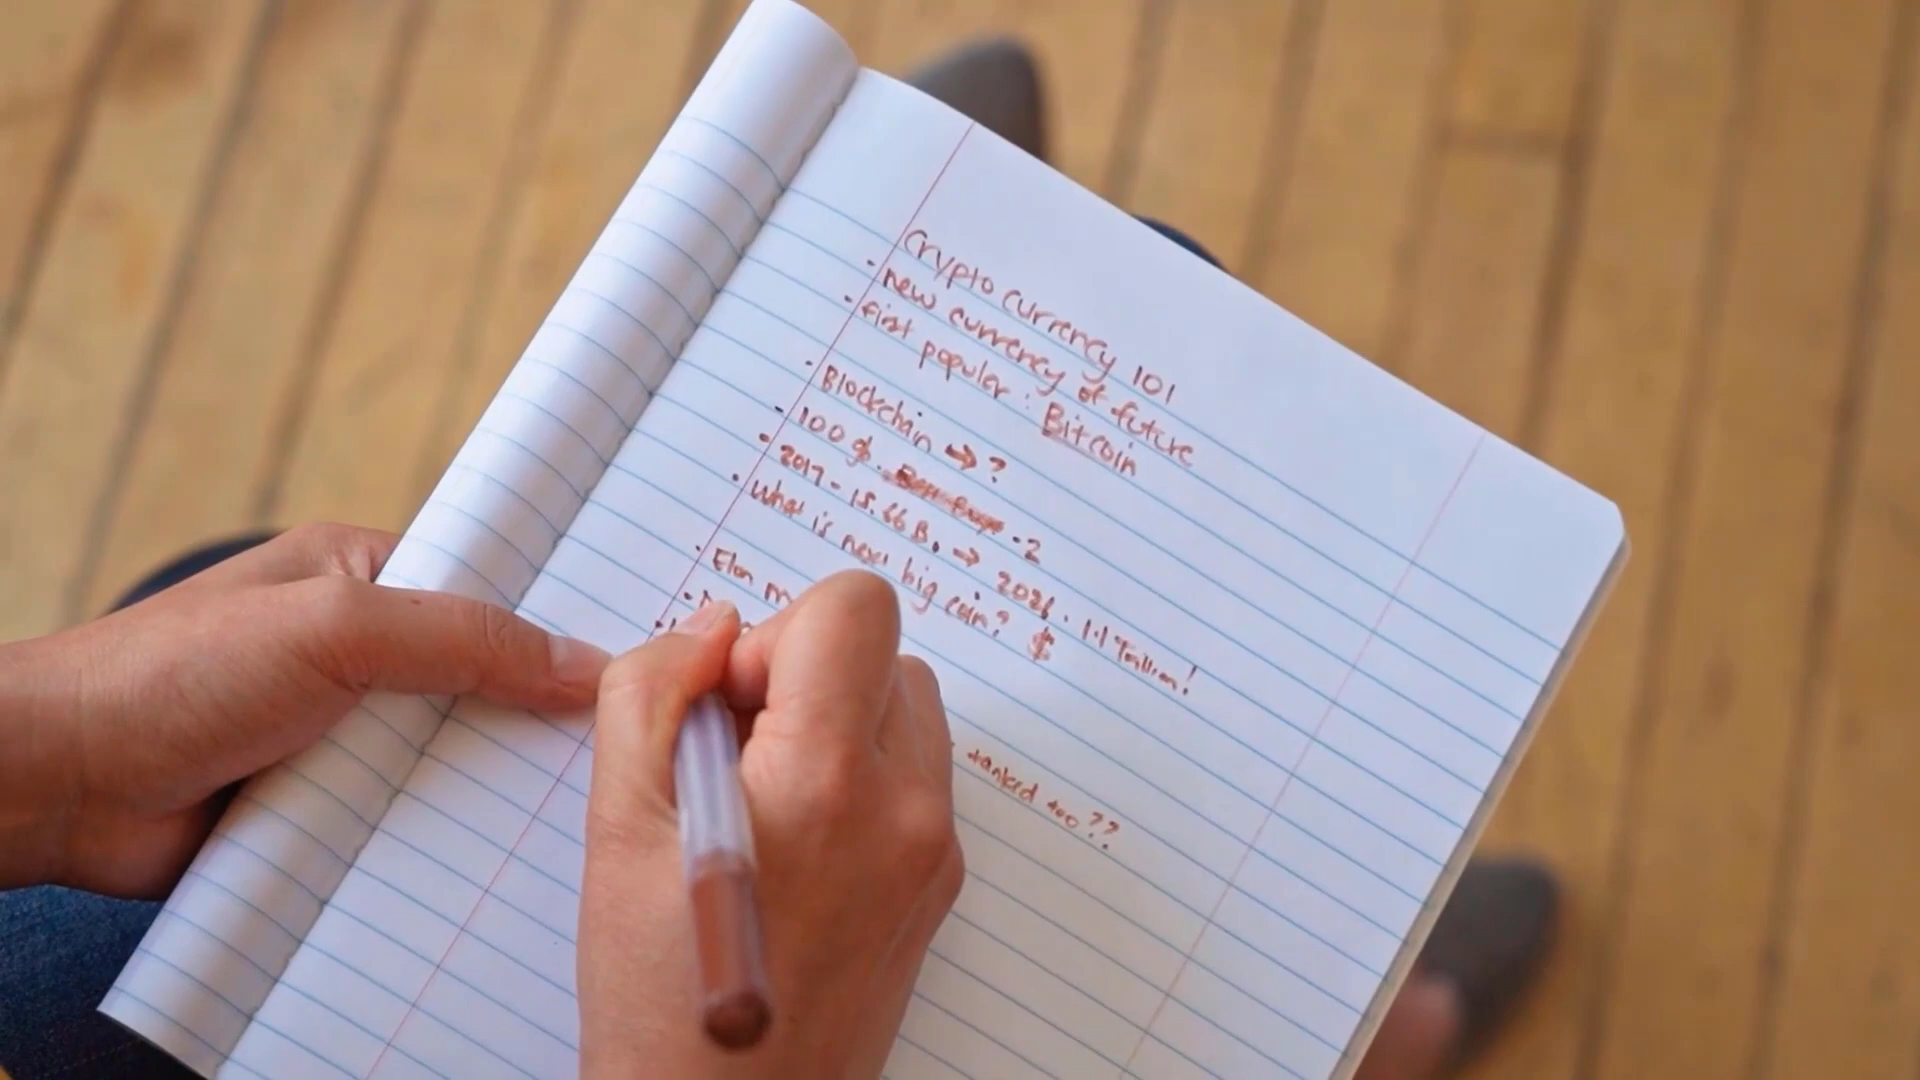 Crypto currency 101
· new currency of future
· first popular : Bitcoin
· Blockchain → ?
· 100 $ · 2
· 2017 - 15.66 B. → 2026 · 1.1 Trillion!
· What is next big coin? $
· Elon m
tanked too ??